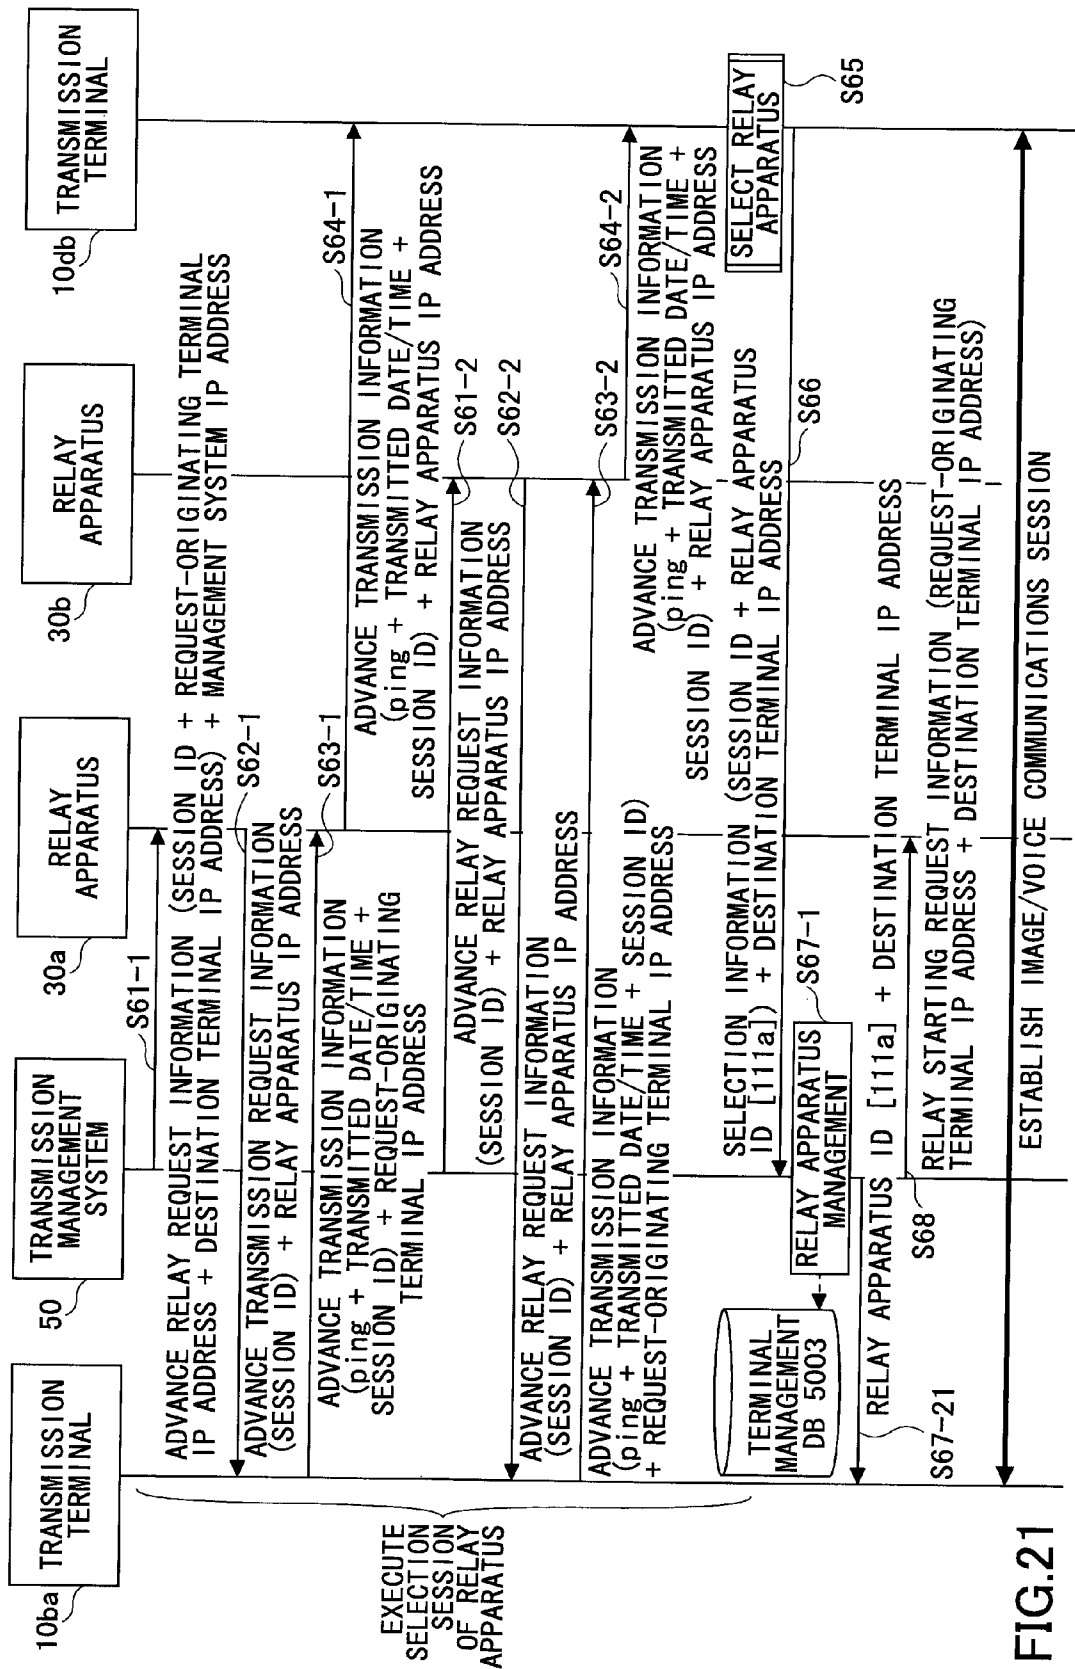 10ba
TRANSMISSION
TERMINAL
50
TRANSMISSION
MANAGEMENT
SYSTEM
30a
RELAY
APPARATUS
30b
RELAY
APPARATUS
10db
TRANSMISSION
TERMINAL
S61-1
ADVANCE RELAY REQUEST INFORMATION (SESSION ID + REQUEST-ORIGINATING TERMINAL
IP ADDRESS + DESTINATION TERMINAL IP ADDRESS) + MANAGEMENT SYSTEM IP ADDRESS
S62-1
ADVANCE TRANSMISSION REQUEST INFORMATION
(SESSION ID) + RELAY APPARATUS IP ADDRESS
S63-1
ADVANCE TRANSMISSION INFORMATION
(ping + TRANSMITTED DATE/TIME +
SESSION ID) + REQUEST-ORIGINATING
TERMINAL IP ADDRESS
S64-1
ADVANCE TRANSMISSION INFORMATION
(ping + TRANSMITTED DATE/TIME +
SESSION ID) + RELAY APPARATUS IP ADDRESS
S61-2
ADVANCE RELAY REQUEST INFORMATION
(SESSION ID) + RELAY APPARATUS IP ADDRESS
S62-2
ADVANCE RELAY REQUEST INFORMATION
(SESSION ID) + RELAY APPARATUS IP ADDRESS
S63-2
ADVANCE TRANSMISSION INFORMATION
(ping + TRANSMITTED DATE/TIME + SESSION ID)
+ REQUEST-ORIGINATING TERMINAL IP ADDRESS
S64-2
ADVANCE TRANSMISSION INFORMATION
(ping + TRANSMITTED DATE/TIME +
SESSION ID) + RELAY APPARATUS IP ADDRESS
EXECUTE
SELECTION
SESSION
OF RELAY
APPARATUS
SELECT RELAY
APPARATUS
S65
SELECTION INFORMATION (SESSION ID + RELAY APPARATUS
ID [111a]) + DESTINATION TERMINAL IP ADDRESS
S66
TERMINAL
MANAGEMENT
DB 5003
RELAY APPARATUS
MANAGEMENT
S67-1
RELAY APPARATUS ID [111a] + DESTINATION TERMINAL IP ADDRESS
S67-21
S68
RELAY STARTING REQUEST INFORMATION (REQUEST-ORIGINATING
TERMINAL IP ADDRESS + DESTINATION TERMINAL IP ADDRESS)
ESTABLISH IMAGE/VOICE COMMUNICATIONS SESSION
FIG.21